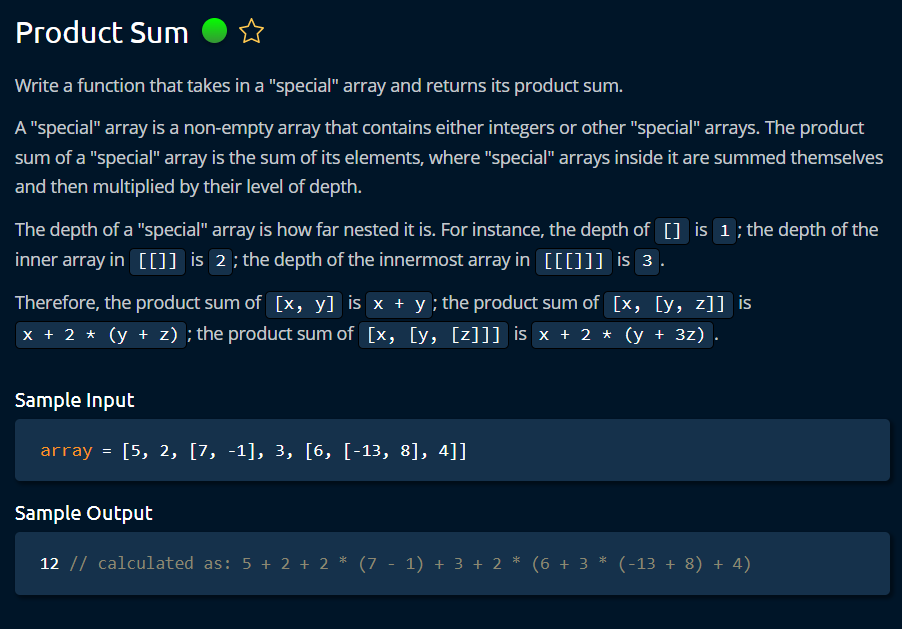 Product Sum
Write a function that takes in a "special" array and returns its product sum.
A "special" array is a non-empty array that contains either integers or other "special" arrays. The product
sum of a "special" array is the sum of its elements, where "special" arrays inside it are summed themselves
and then multiplied by their level of depth.
The depth of a "special" array is how far nested it is. For instance, the depth of [] is 1; the depth of the
inner array in [[]] is 2; the depth of the innermost array in [[[]]] is 3.
Therefore, the product sum of [x, y] is x + y; the product sum of [x, [y, z]] is
x + 2 * (y + z); the product sum of [x, [y, [z]]] is x + 2 * (y + 3z).
Sample Input
array = [5, 2, [7, -1], 3, [6, [-13, 8], 4]]
Sample Output
12 // calculated as: 5 + 2 + 2 * (7 - 1) + 3 + 2 * (6 + 3 * (-13 + 8) + 4)